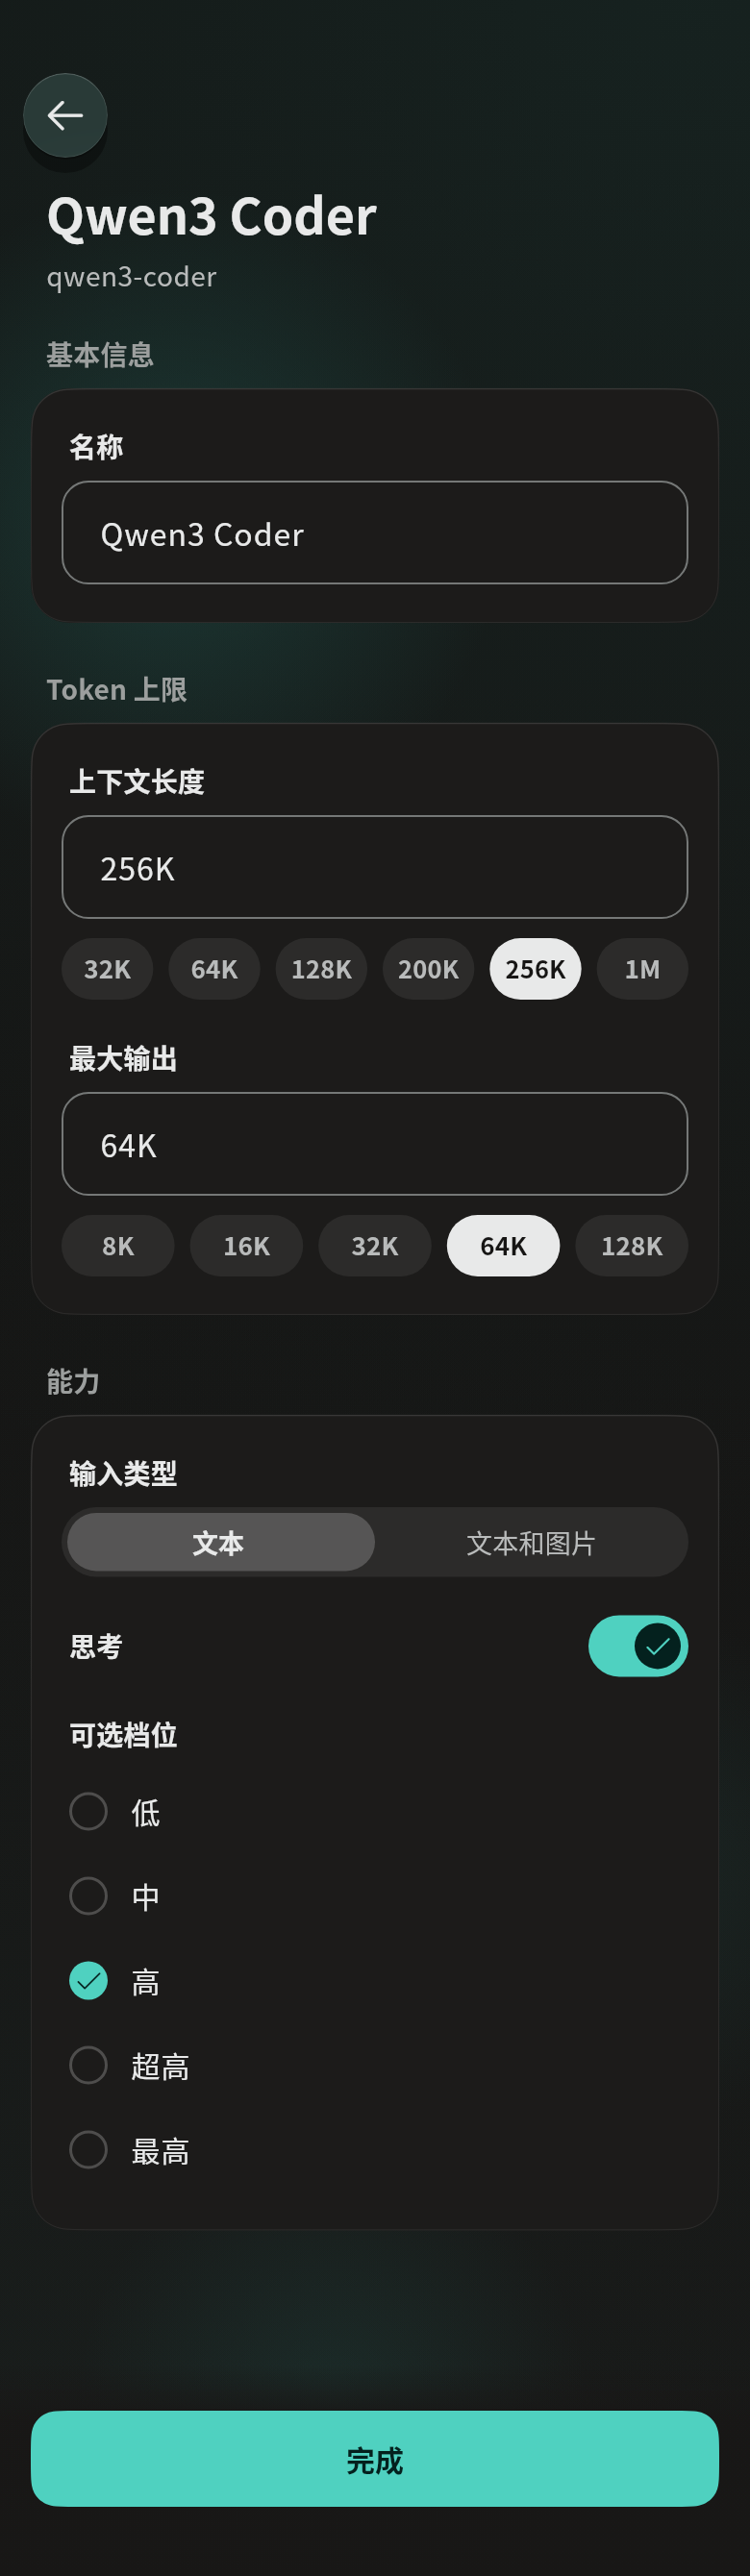 Qwen3 Coder
qwen3-coder
基本信息
名称
Qwen3 Coder
Token 上限
上下文长度
256K
32K 64K 128K 200K 256K 1M
最大输出
64K
8K 16K 32K 64K 128K
能力
输入类型
文本 文本和图片
思考
可选档位
低
中
高
超高
最高
完成